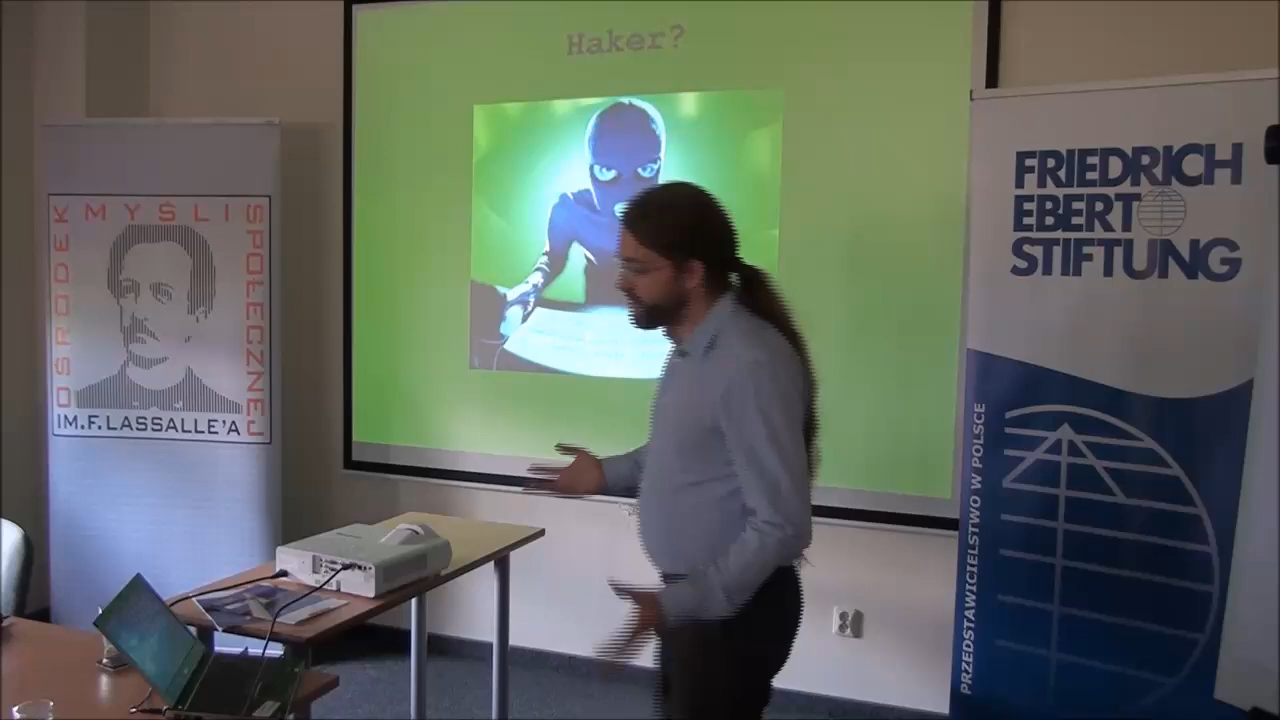 Haker?
OŚRODEK MYŚLI SPOŁECZNEJ
IM.F.LASSALLE'A
FRIEDRICH
EBERT
STIFTUNG
PRZEDSTAWICIELSTWO W POLSCE